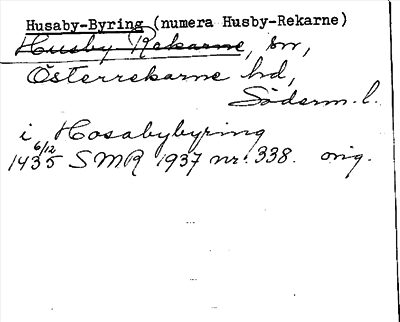 Husaby-Byring (numera Husby-Rekarne)
Husby Rekarne, sn,
Österrekarne hd,
Söderm. l.
i Hosabybyring
1435 6/12 SMR 1937 nr. 338. orig.